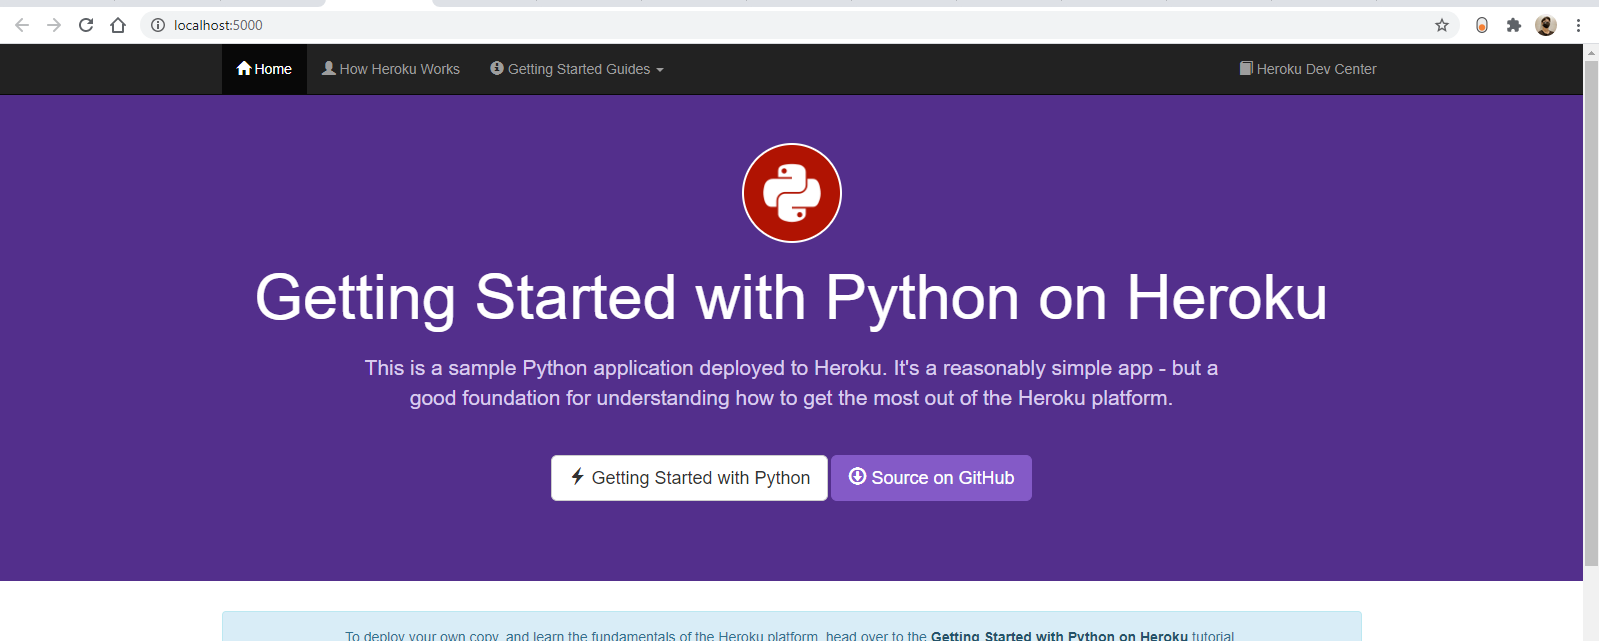 localhost:5000
Home How Heroku Works Getting Started Guides Heroku Dev Center
Getting Started with Python on Heroku
This is a sample Python application deployed to Heroku. It's a reasonably simple app - but a
good foundation for understanding how to get the most out of the Heroku platform.
Getting Started with Python Source on GitHub
To deploy your own copy, and learn the fundamentals of the Heroku platform, head over to the Getting Started with Python on Heroku tutorial